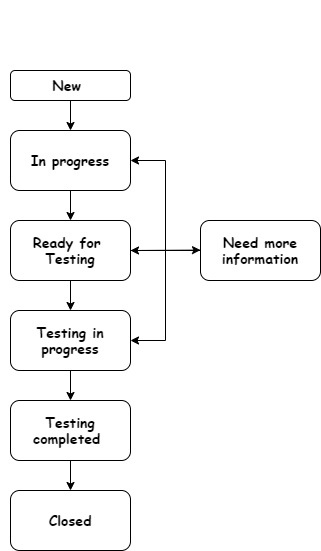 New
In progress
Ready for
Testing
Need more
information
Testing in
progress
Testing
completed
Closed